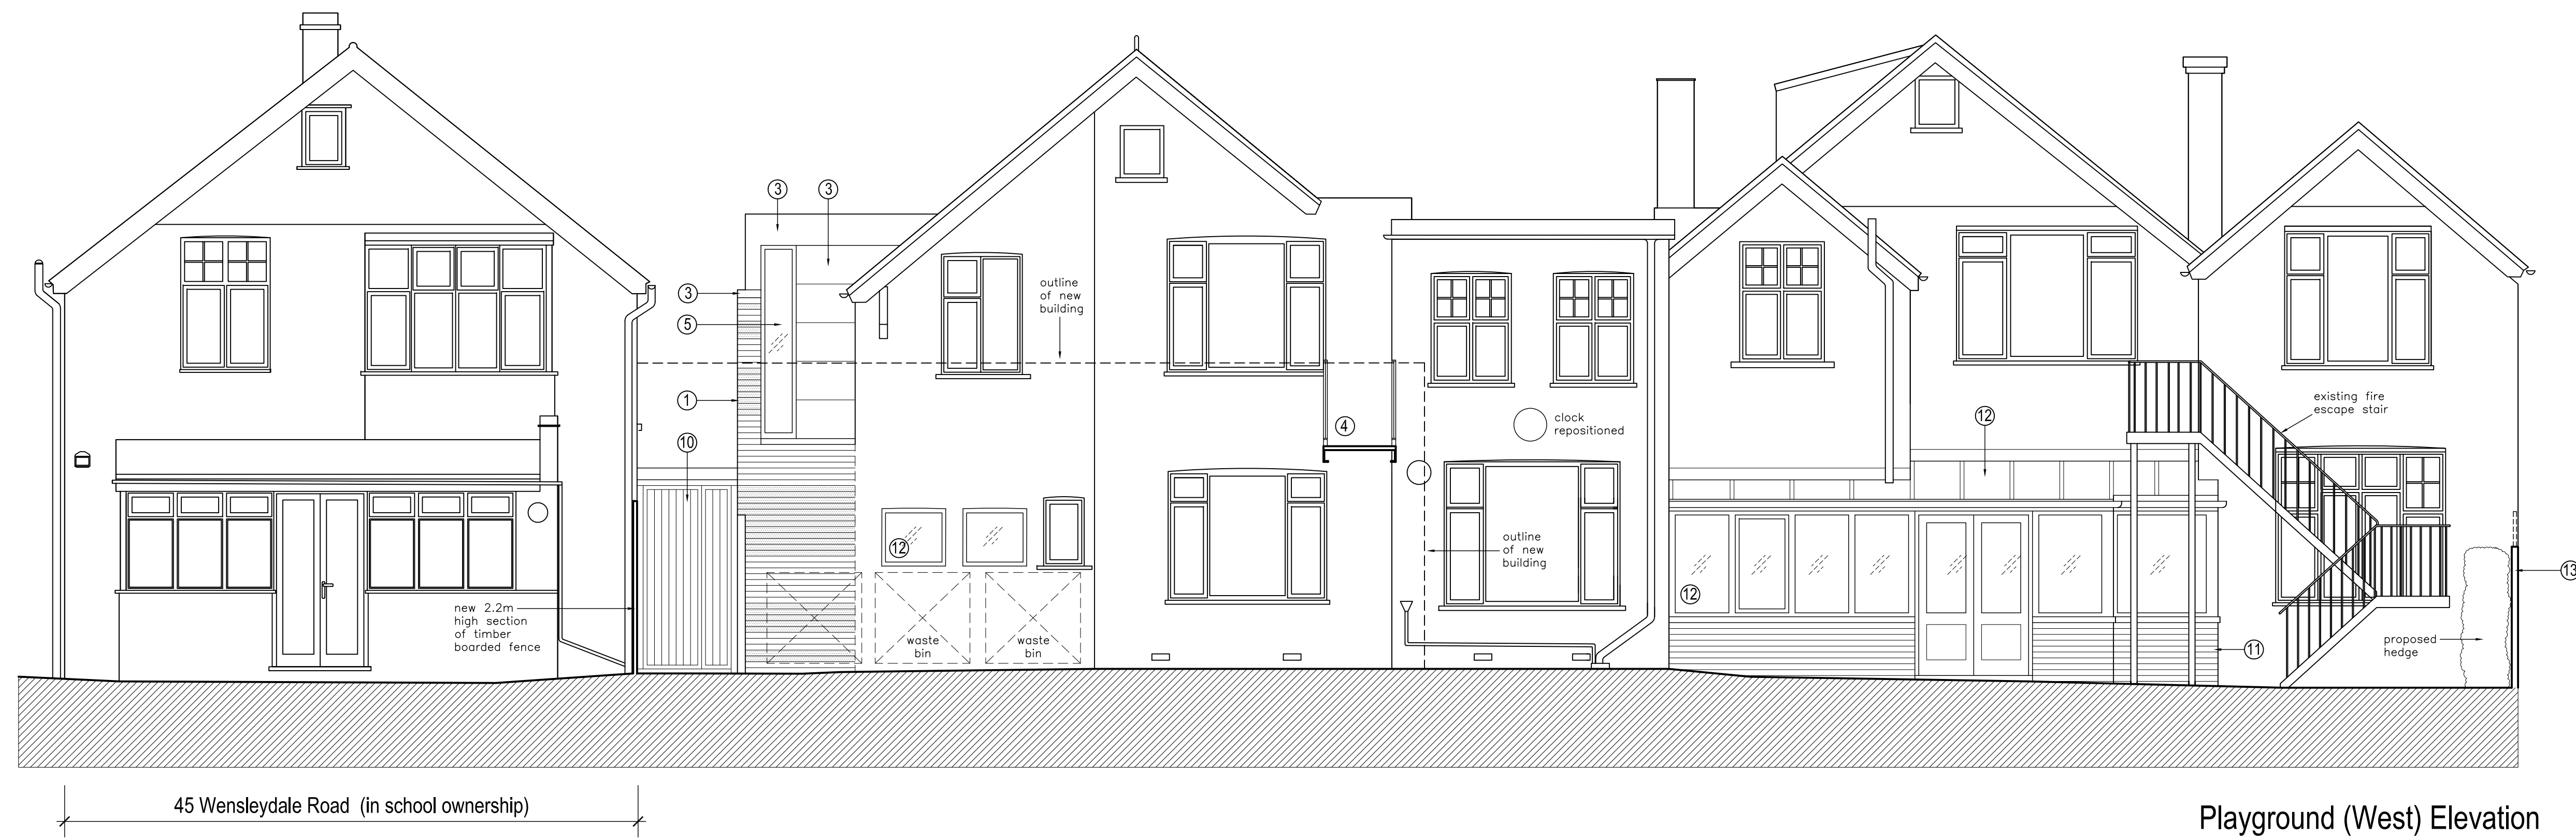 3
3
3
5
outline
of new
building
1
10
4
clock
repositioned
12
existing fire
escape stair
12
outline
of new
building
12
13
new 2.2m
high section
of timber
boarded fence
waste
bin
waste
bin
proposed
hedge
11
45 Wensleydale Road (in school ownership)
Playground (West) Elevation